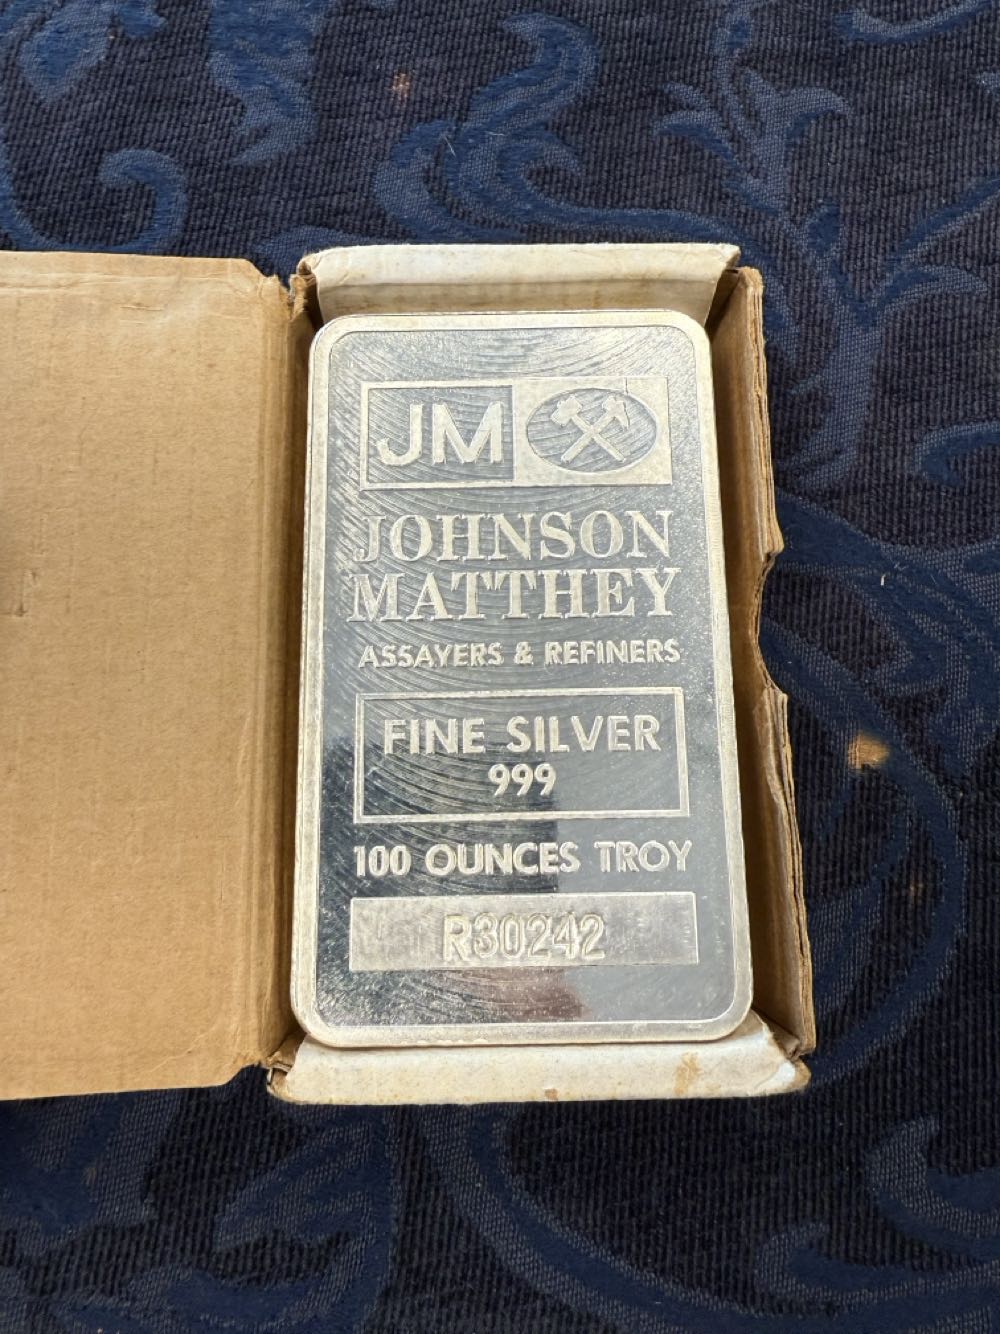 JM
JOHNSON
MATTHEY
ASSAYERS & REFINERS
FINE SILVER
999
100 OUNCES TROY
R30242